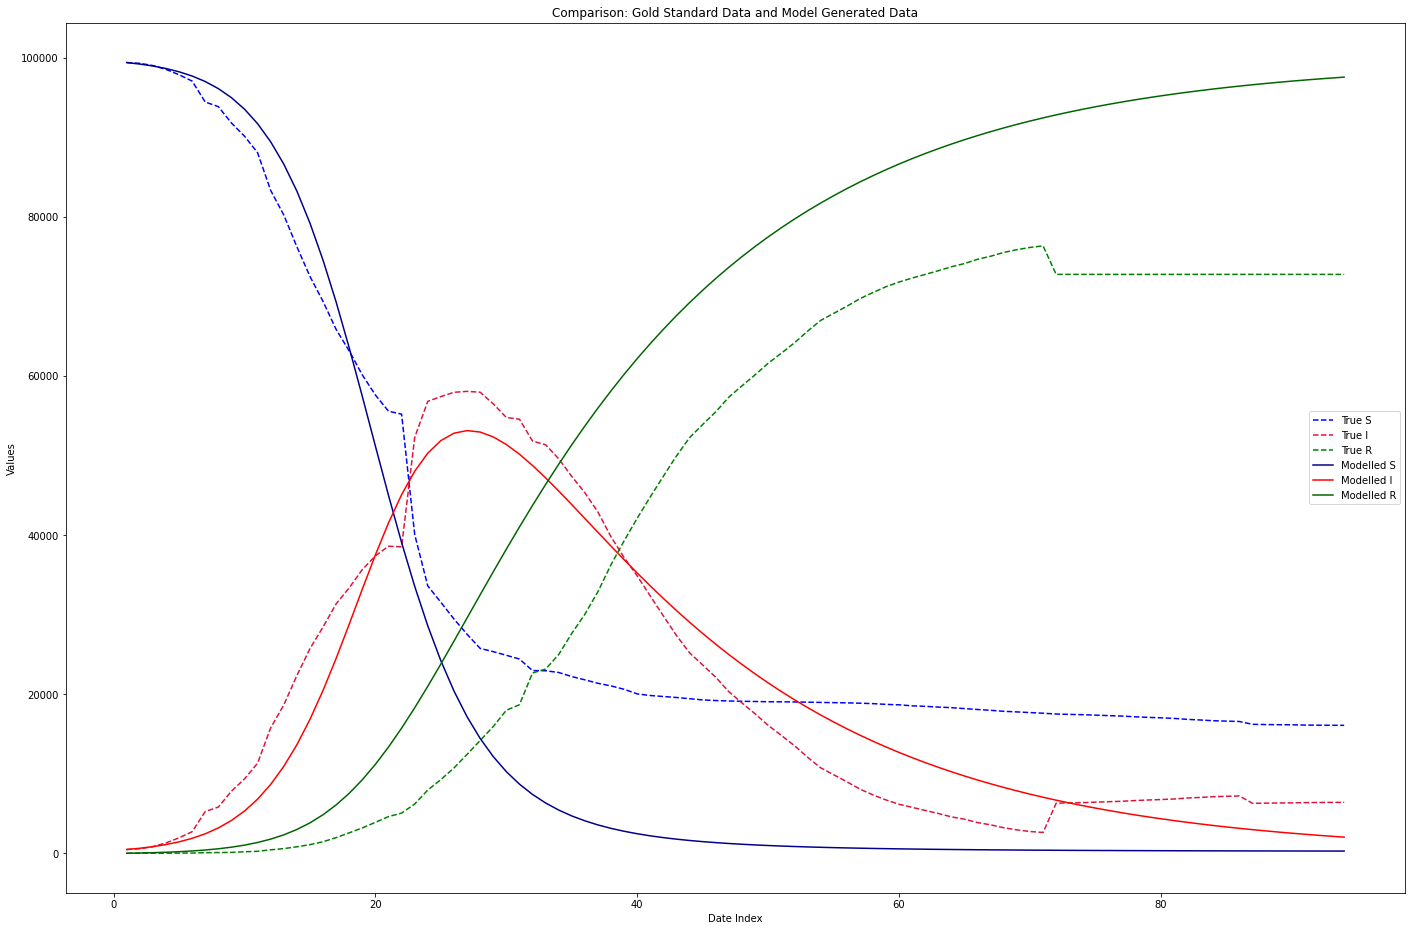 Comparison: Gold Standard Data and Model Generated Data
100000
80000
60000
40000
20000
0
Values
True S
True I
True R
Modelled S
Modelled I
Modelled R
0 20 40 60 80
Date Index